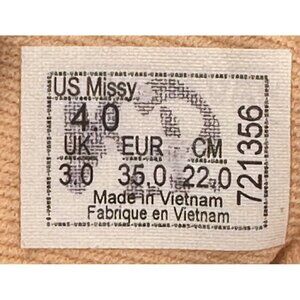 US Missy
4.0
UK EUR CM
3.0 35.0 22.0
Made in Vietnam
Fabrique en Vietnam
721356